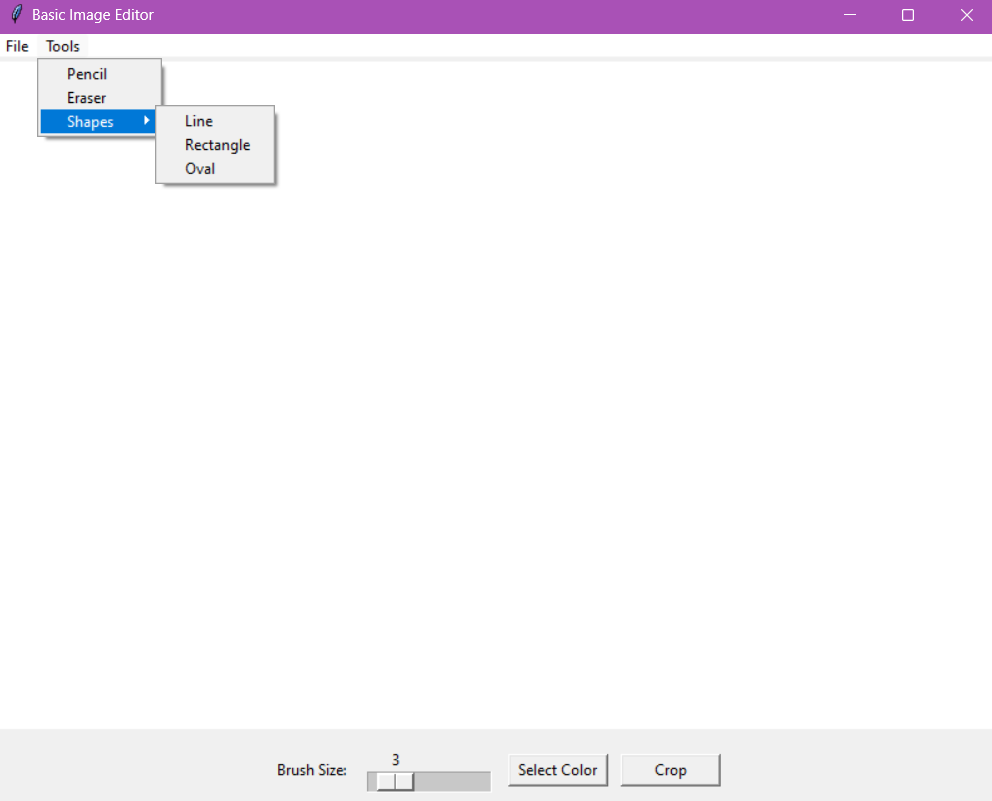 Basic Image Editor
File Tools
Pencil
Eraser
Shapes
Line
Rectangle
Oval
3
Brush Size:
Select Color
Crop